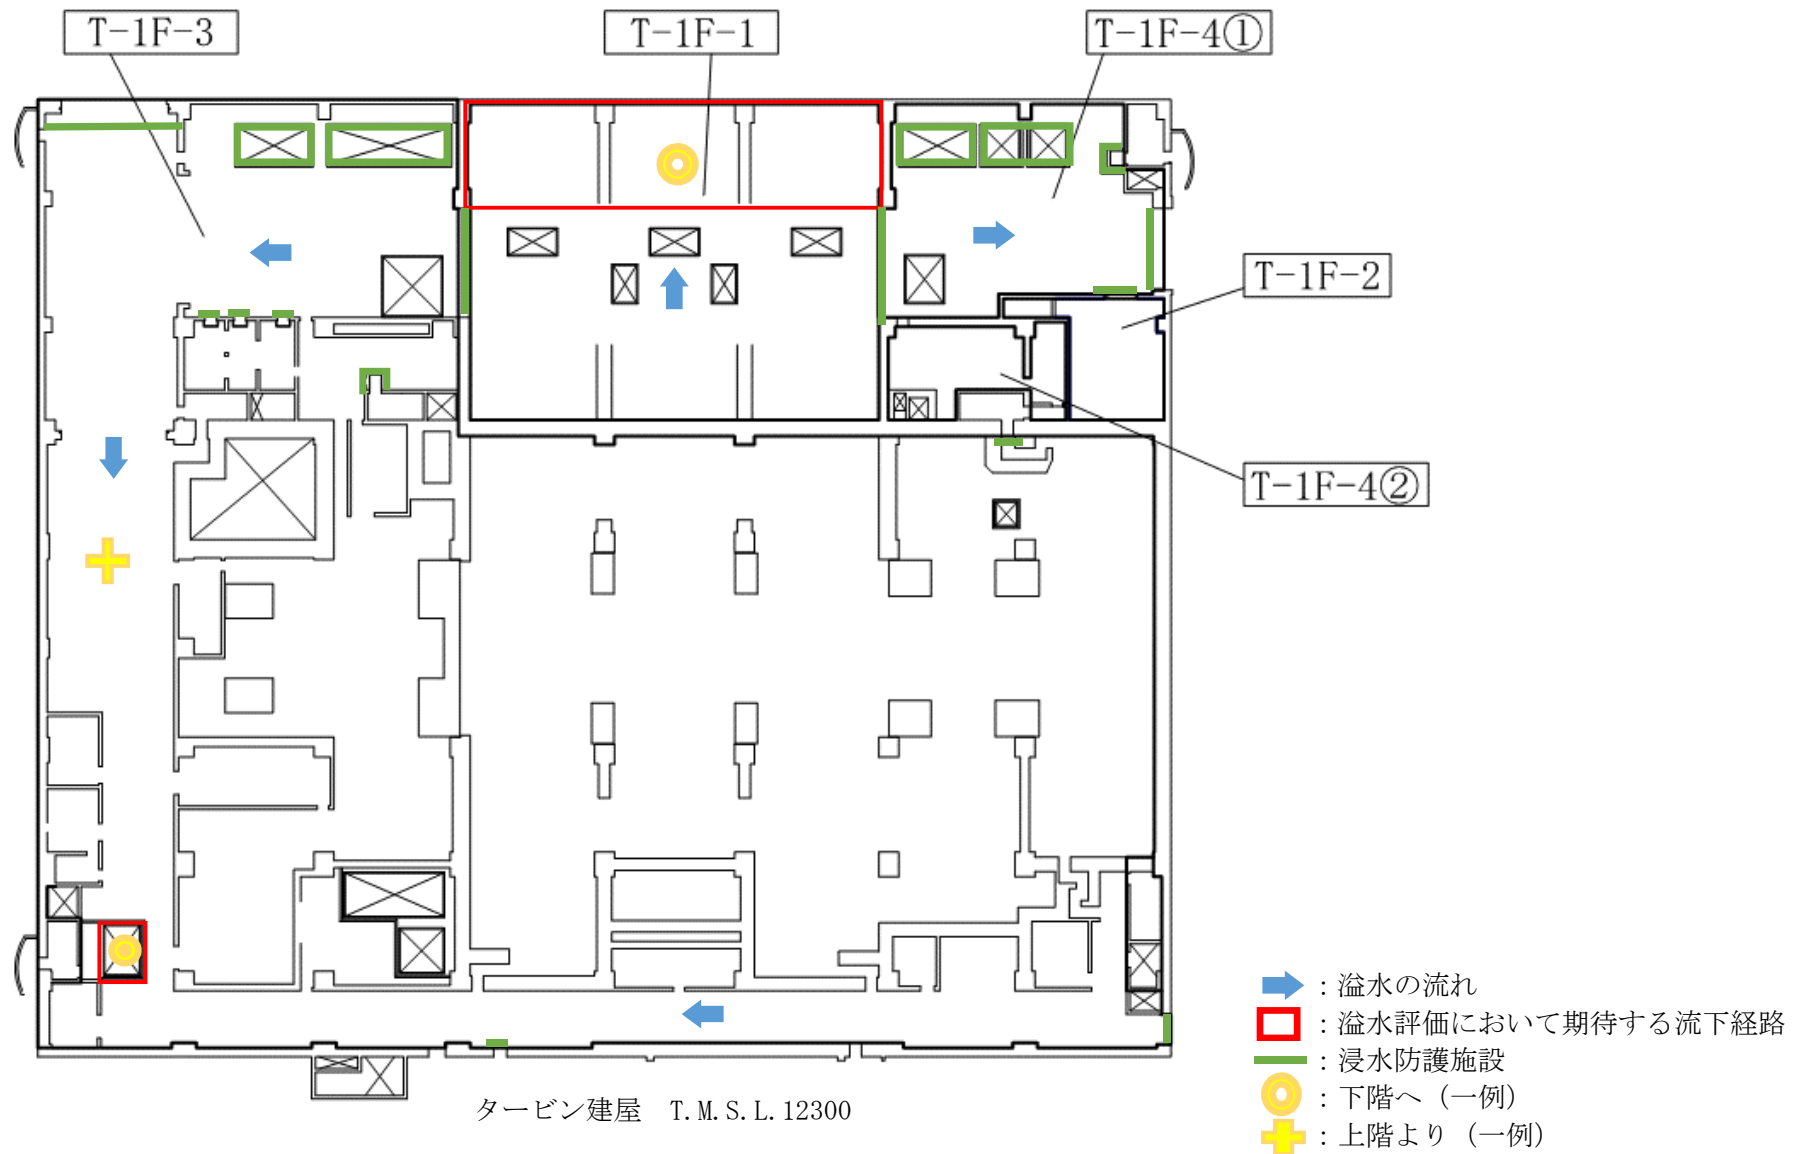 T-1F-3
T-1F-1
T-1F-4①
T-1F-2
T-1F-4②
：溢水の流れ
：溢水評価において期待する流下経路
：浸水防護施設
：下階へ（一例）
：上階より（一例）
タービン建屋　T.M.S.L.12300